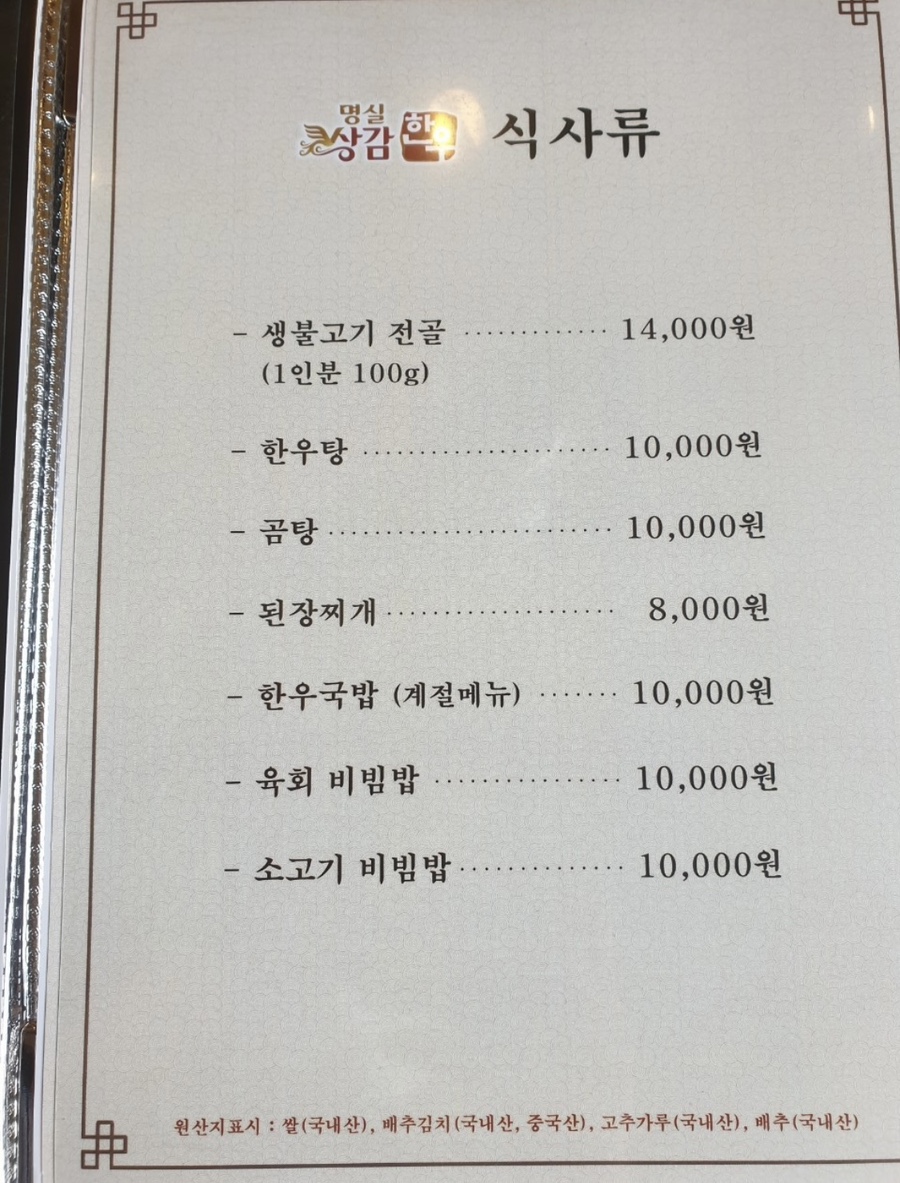 명실
상감 한우 식사류
- 생불고기 전골 ············· 14,000원
(1인분 100g)
- 한우탕 ······················ 10,000원
- 곰탕 ························· 10,000원
- 된장찌개 ···················· 8,000원
- 한우국밥 (계절메뉴) ······· 10,000원
- 육회 비빔밥 ················· 10,000원
- 소고기 비빔밥 ··············· 10,000원
원산지표시 : 쌀(국내산), 배추김치(국내산, 중국산), 고추가루(국내산), 배추(국내산)